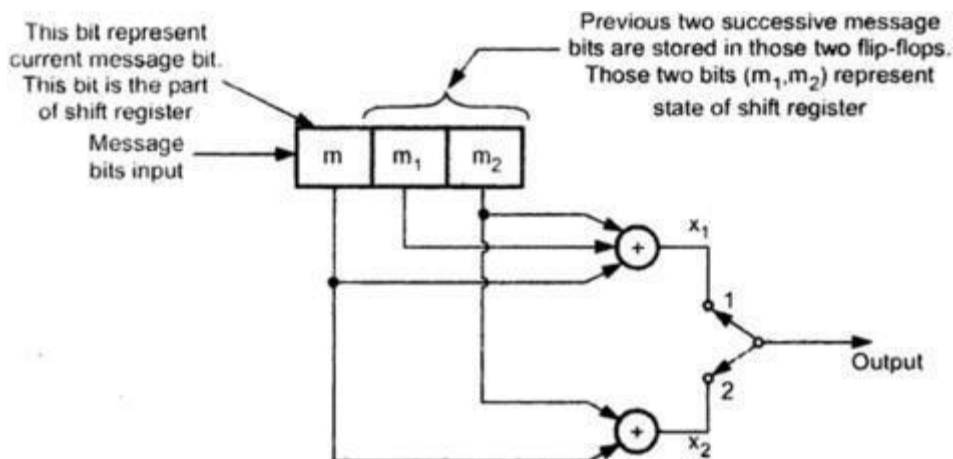 This bit represent
current message bit.
This bit is the part
of shift register
Previous two successive message
bits are stored in those two flip-flops.
Those two bits (m₁,m₂) represent
state of shift register
Message
bits input
m
m₁
m₂
+
x₁
1
Output
2
+
x₂